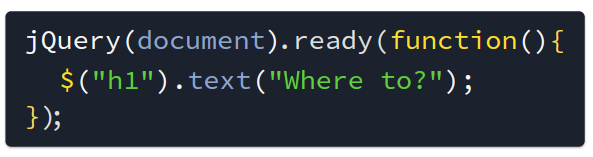 jQuery(document).ready(function(){
  $("h1").text("Where to?");
});